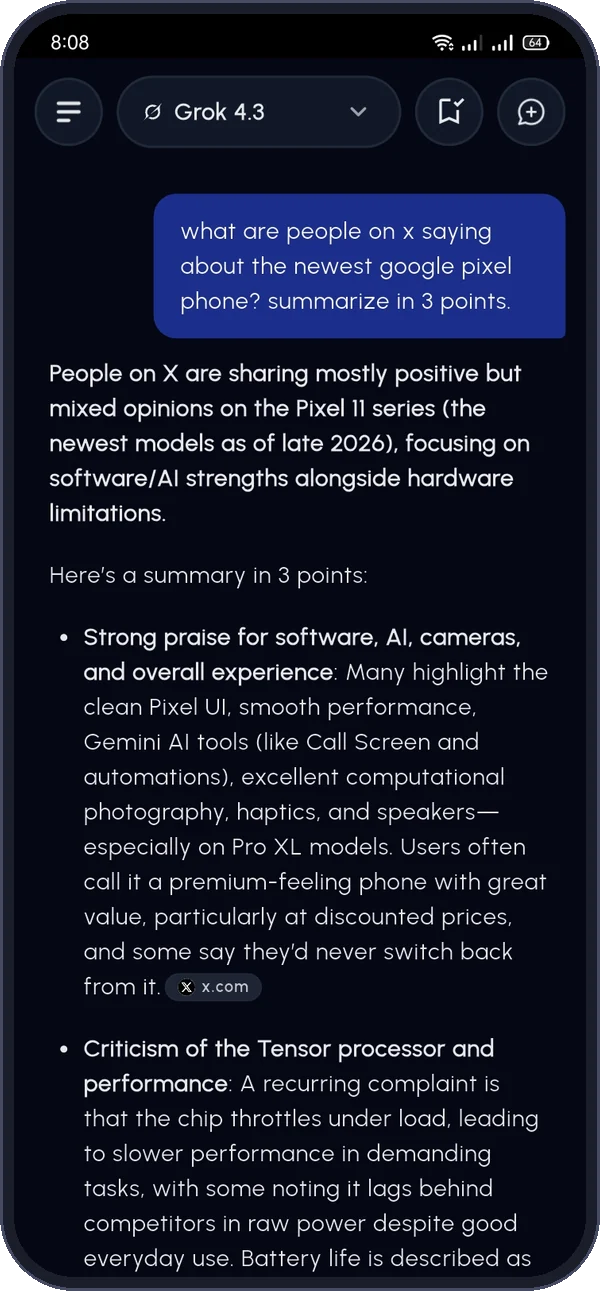 8:08
64
Grok 4.3
what are people on x saying
about the newest google pixel
phone? summarize in 3 points.
People on X are sharing mostly positive but
mixed opinions on the Pixel 11 series (the
newest models as of late 2026), focusing on
software/AI strengths alongside hardware
limitations.
Here's a summary in 3 points:
• Strong praise for software, AI, cameras,
and overall experience: Many highlight the
clean Pixel UI, smooth performance,
Gemini AI tools (like Call Screen and
automations), excellent computational
photography, haptics, and speakers—
especially on Pro XL models. Users often
call it a premium-feeling phone with great
value, particularly at discounted prices,
and some say they'd never switch back
from it. x.com
• Criticism of the Tensor processor and
performance: A recurring complaint is
that the chip throttles under load, leading
to slower performance in demanding
tasks, with some noting it lags behind
competitors in raw power despite good
everyday use. Battery life is described as